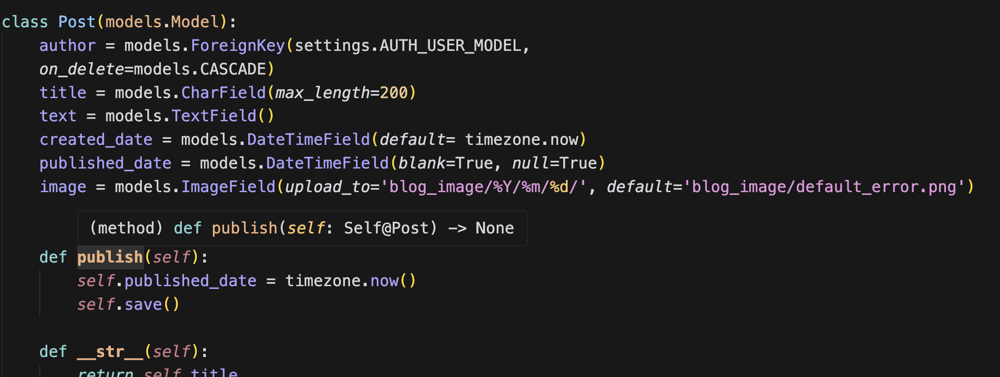 class Post(models.Model):
    author = models.ForeignKey(settings.AUTH_USER_MODEL,
    on_delete=models.CASCADE)
    title = models.CharField(max_length=200)
    text = models.TextField()
    created_date = models.DateTimeField(default= timezone.now)
    published_date = models.DateTimeField(blank=True, null=True)
    image = models.ImageField(upload_to='blog_image/%Y/%m/%d/', default='blog_image/default_error.png')
(method) def publish(self: Self@Post) -> None
    def publish(self):
        self.published_date = timezone.now()
        self.save()
    def __str__(self):
        return self.title